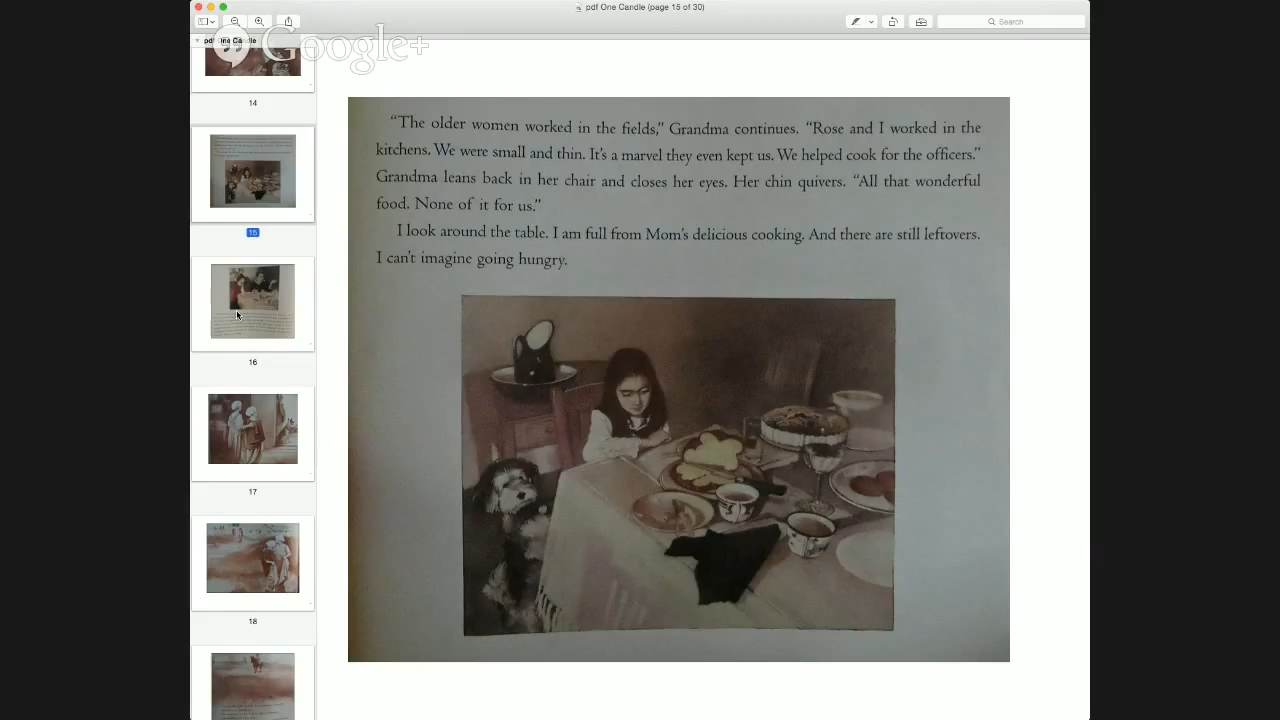 pdf One Candle (page 15 of 30)
Search
pdf One Candle
Google+
14
“The older women worked in the fields,” Grandma continues. “Rose and I worked in the
kitchens. We were small and thin. It’s a marvel they even kept us. We helped cook for the officers.”
Grandma leans back in her chair and closes her eyes. Her chin quivers. “All that wonderful
food. None of it for us.”
I look around the table. I am full from Mom’s delicious cooking. And there are still leftovers.
I can’t imagine going hungry.
15
16
17
18